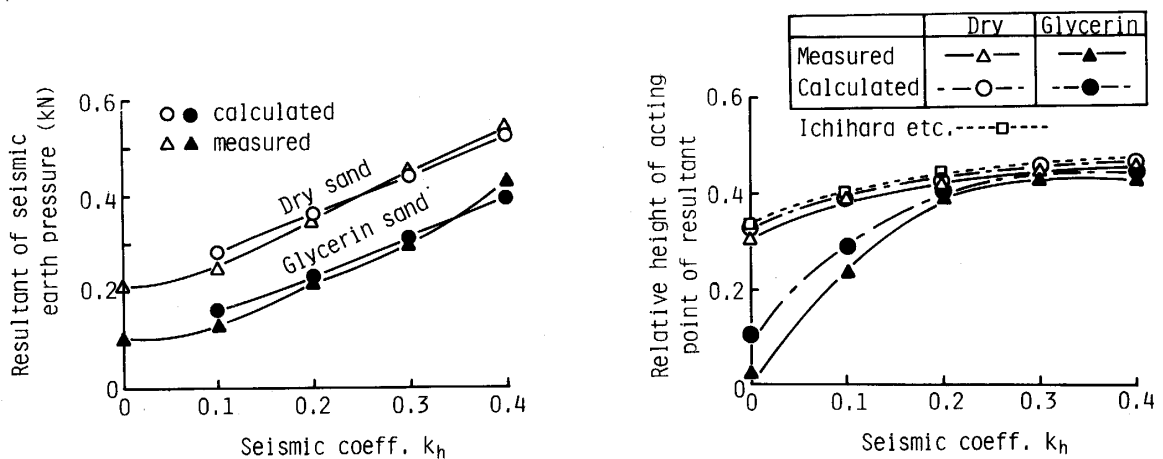 Resultant of seismic
earth pressure (kN)
0.6
0.4
0.2
0
calculated
measured
Dry sand
Glycerin sand
0
0.1
0.2
0.3
0.4
Seismic coeff. kh
Dry
Glycerin
Measured
Calculated
Ichihara etc.
Relative height of acting
point of resultant
0.6
0.4
0.2
0
0
0.1
0.2
0.3
0.4
Seismic coeff. kh